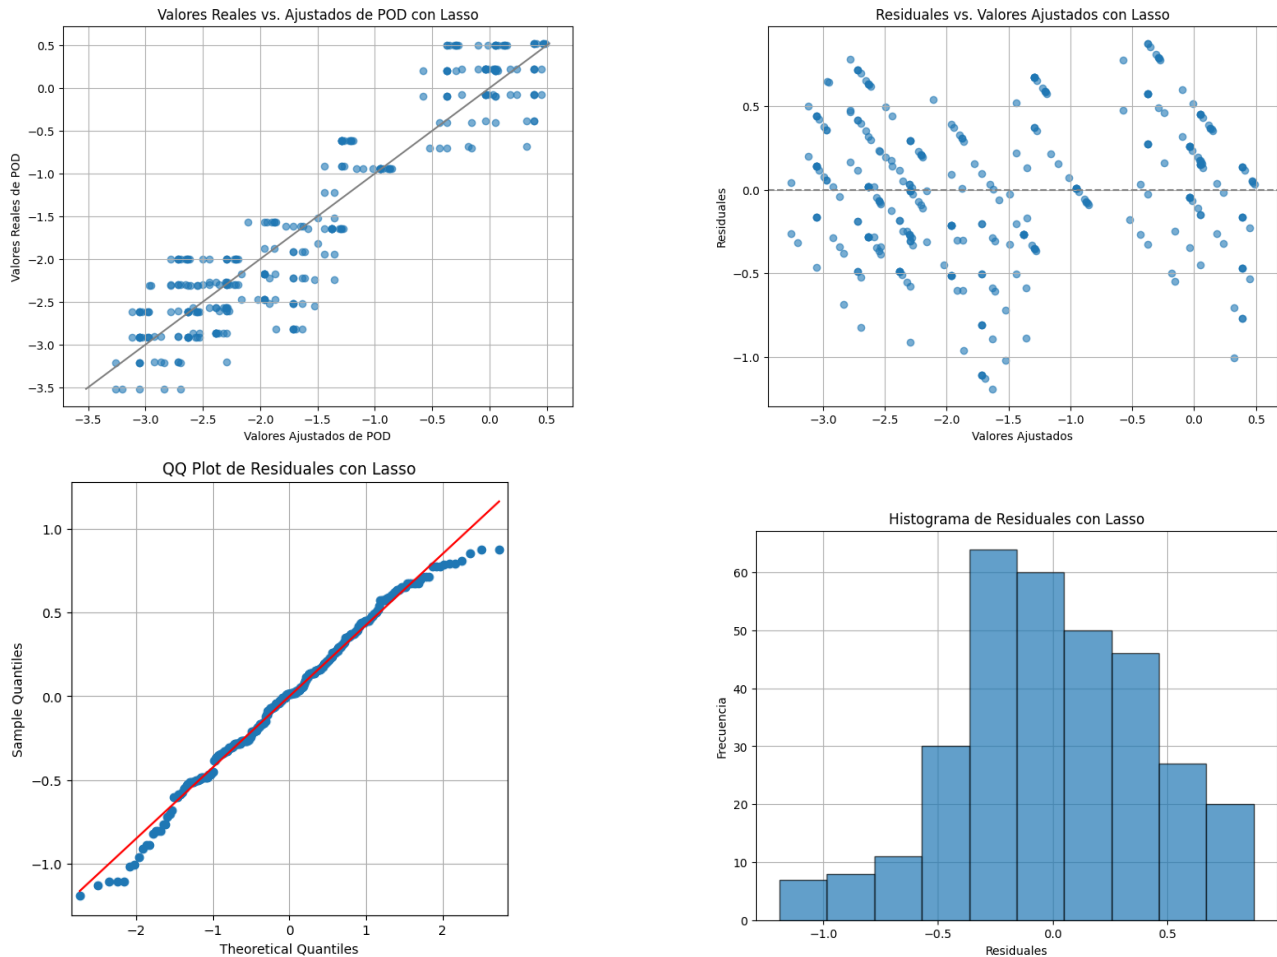 Valores Reales vs. Ajustados de POD con Lasso
Valores Reales de POD
0.5
0.0
−0.5
−1.0
−1.5
−2.0
−2.5
−3.0
−3.5
−3.5 −3.0 −2.5 −2.0 −1.5 −1.0 −0.5 0.0 0.5
Valores Ajustados de POD
Residuales vs. Valores Ajustados con Lasso
Residuales
0.5
0.0
−0.5
−1.0
−3.0 −2.5 −2.0 −1.5 −1.0 −0.5 0.0 0.5
Valores Ajustados
QQ Plot de Residuales con Lasso
Sample Quantiles
1.0
0.5
0.0
−0.5
−1.0
−2 −1 0 1 2
Theoretical Quantiles
Histograma de Residuales con Lasso
Frecuencia
60
50
40
30
20
10
0
−1.0 −0.5 0.0 0.5
Residuales